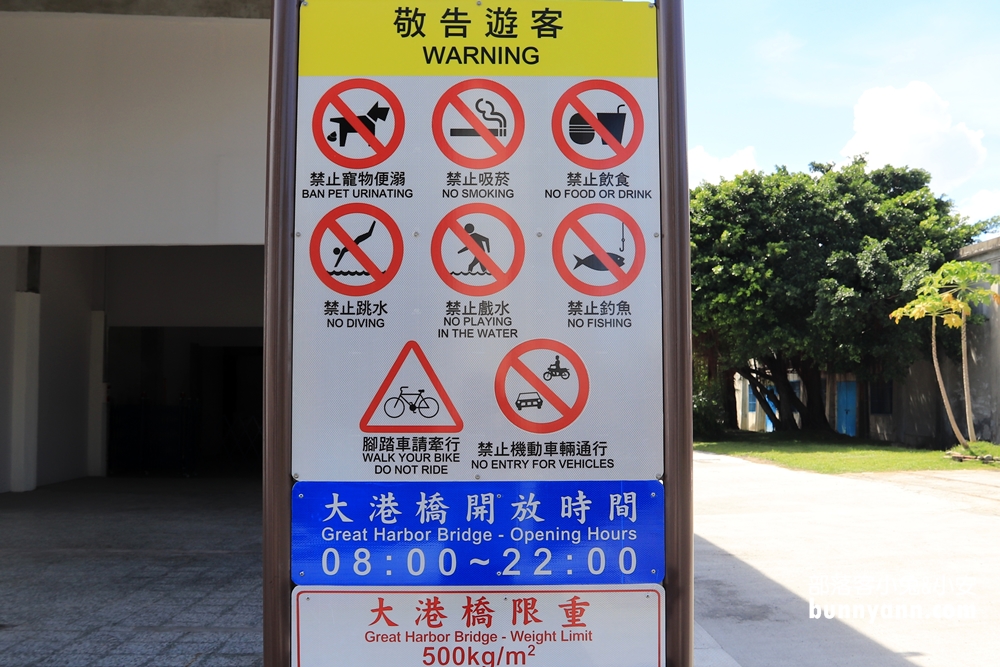 敬告遊客
WARNING
禁止寵物便溺
BAN PET URINATING
禁止吸菸
NO SMOKING
禁止飲食
NO FOOD OR DRINK
禁止跳水
NO DIVING
禁止戲水
NO PLAYING
IN THE WATER
禁止釣魚
NO FISHING
腳踏車請牽行
WALK YOUR BIKE
DO NOT RIDE
禁止機動車輛通行
NO ENTRY FOR VEHICLES
大港橋開放時間
Great Harbor Bridge - Opening Hours
08:00~22:00
大港橋限重
Great Harbor Bridge - Weight Limit
500kg/m²
bunnyann.com